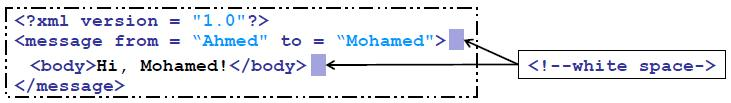 <?xml version = "1.0"?>
<message from = “Ahmed" to = “Mohamed">
<body>Hi, Mohamed!</body>
<!--white space->
</message>